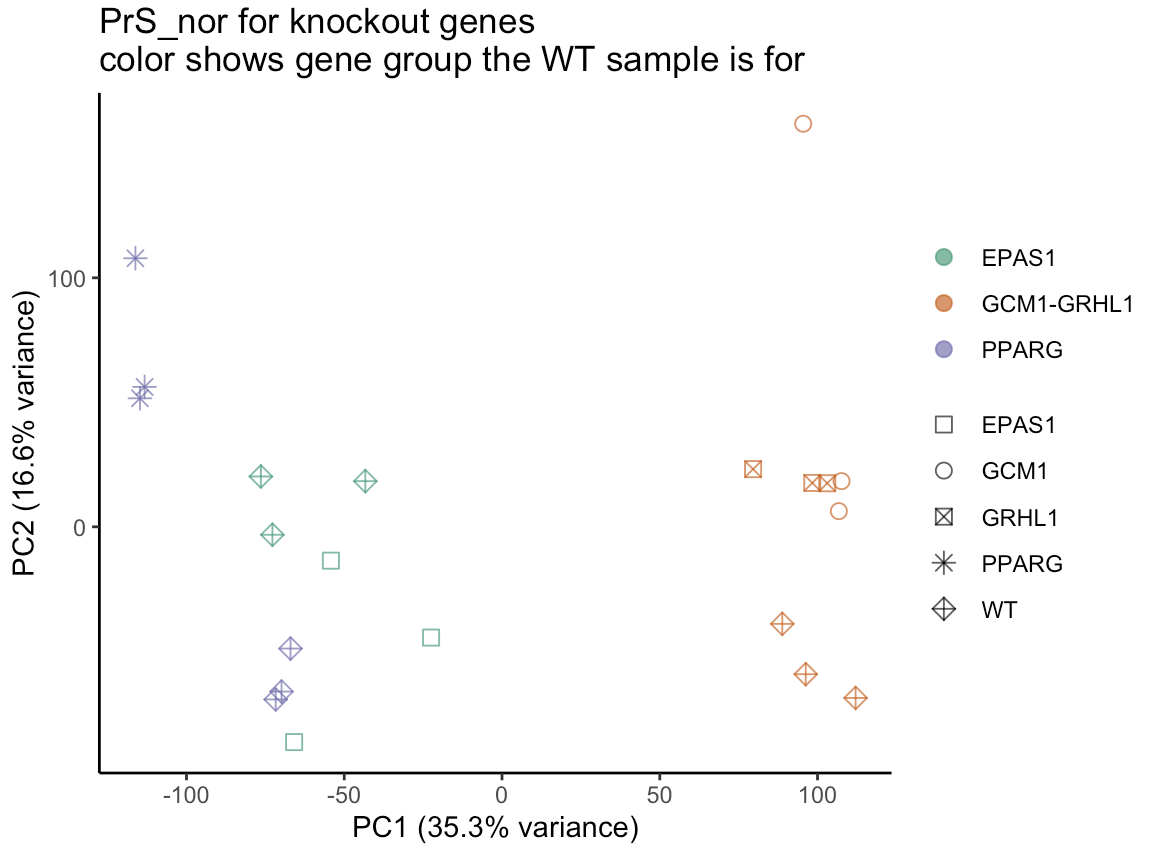 PrS_nor for knockout genes
color shows gene group the WT sample is for
PC2 (16.6% variance)
100
0
-100
-50
0
50
100
PC1 (35.3% variance)
EPAS1
GCM1-GRHL1
PPARG
EPAS1
GCM1
GRHL1
PPARG
WT